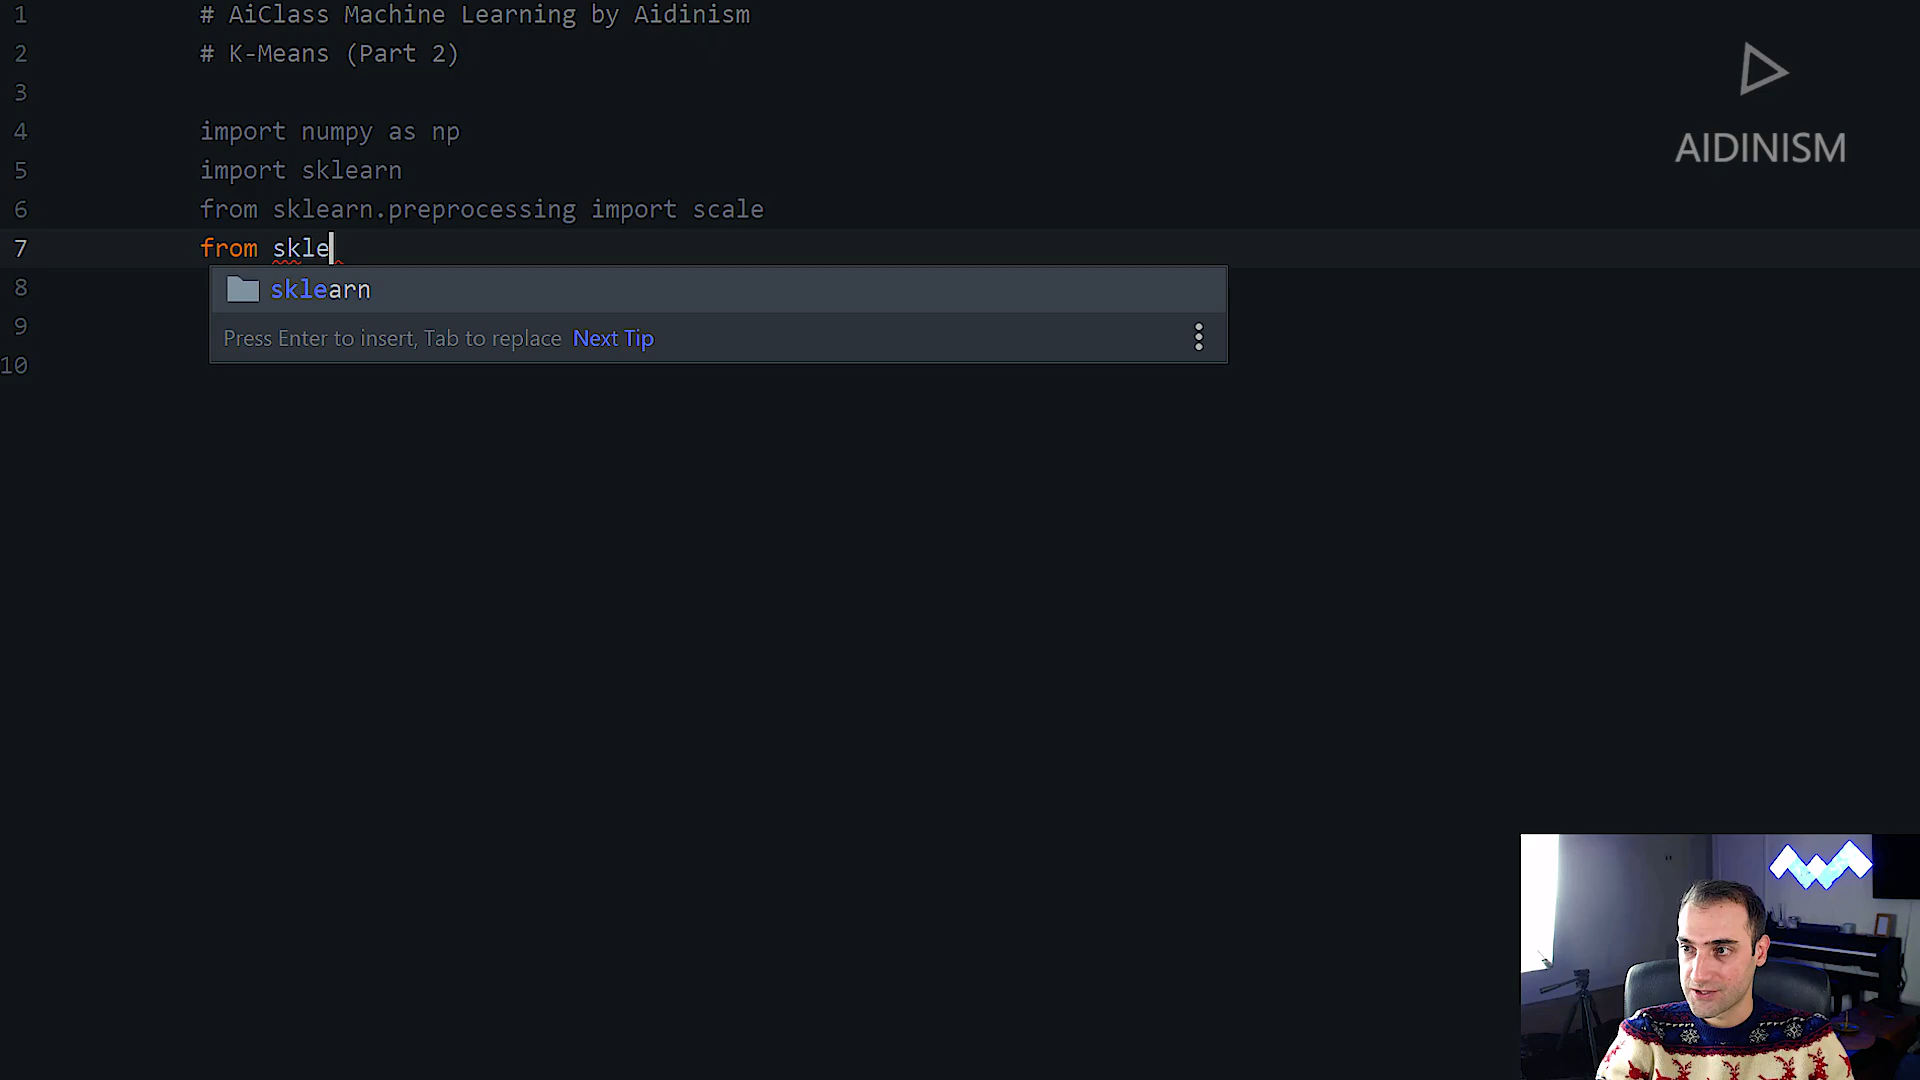 1 # AiClass Machine Learning by Aidinism
2 # K-Means (Part 2)
3
4 import numpy as np
5 import sklearn
6 from sklearn.preprocessing import scale
7 from skle
8 sklearn
9 Press Enter to insert, Tab to replace Next Tip
10
AIDINISM